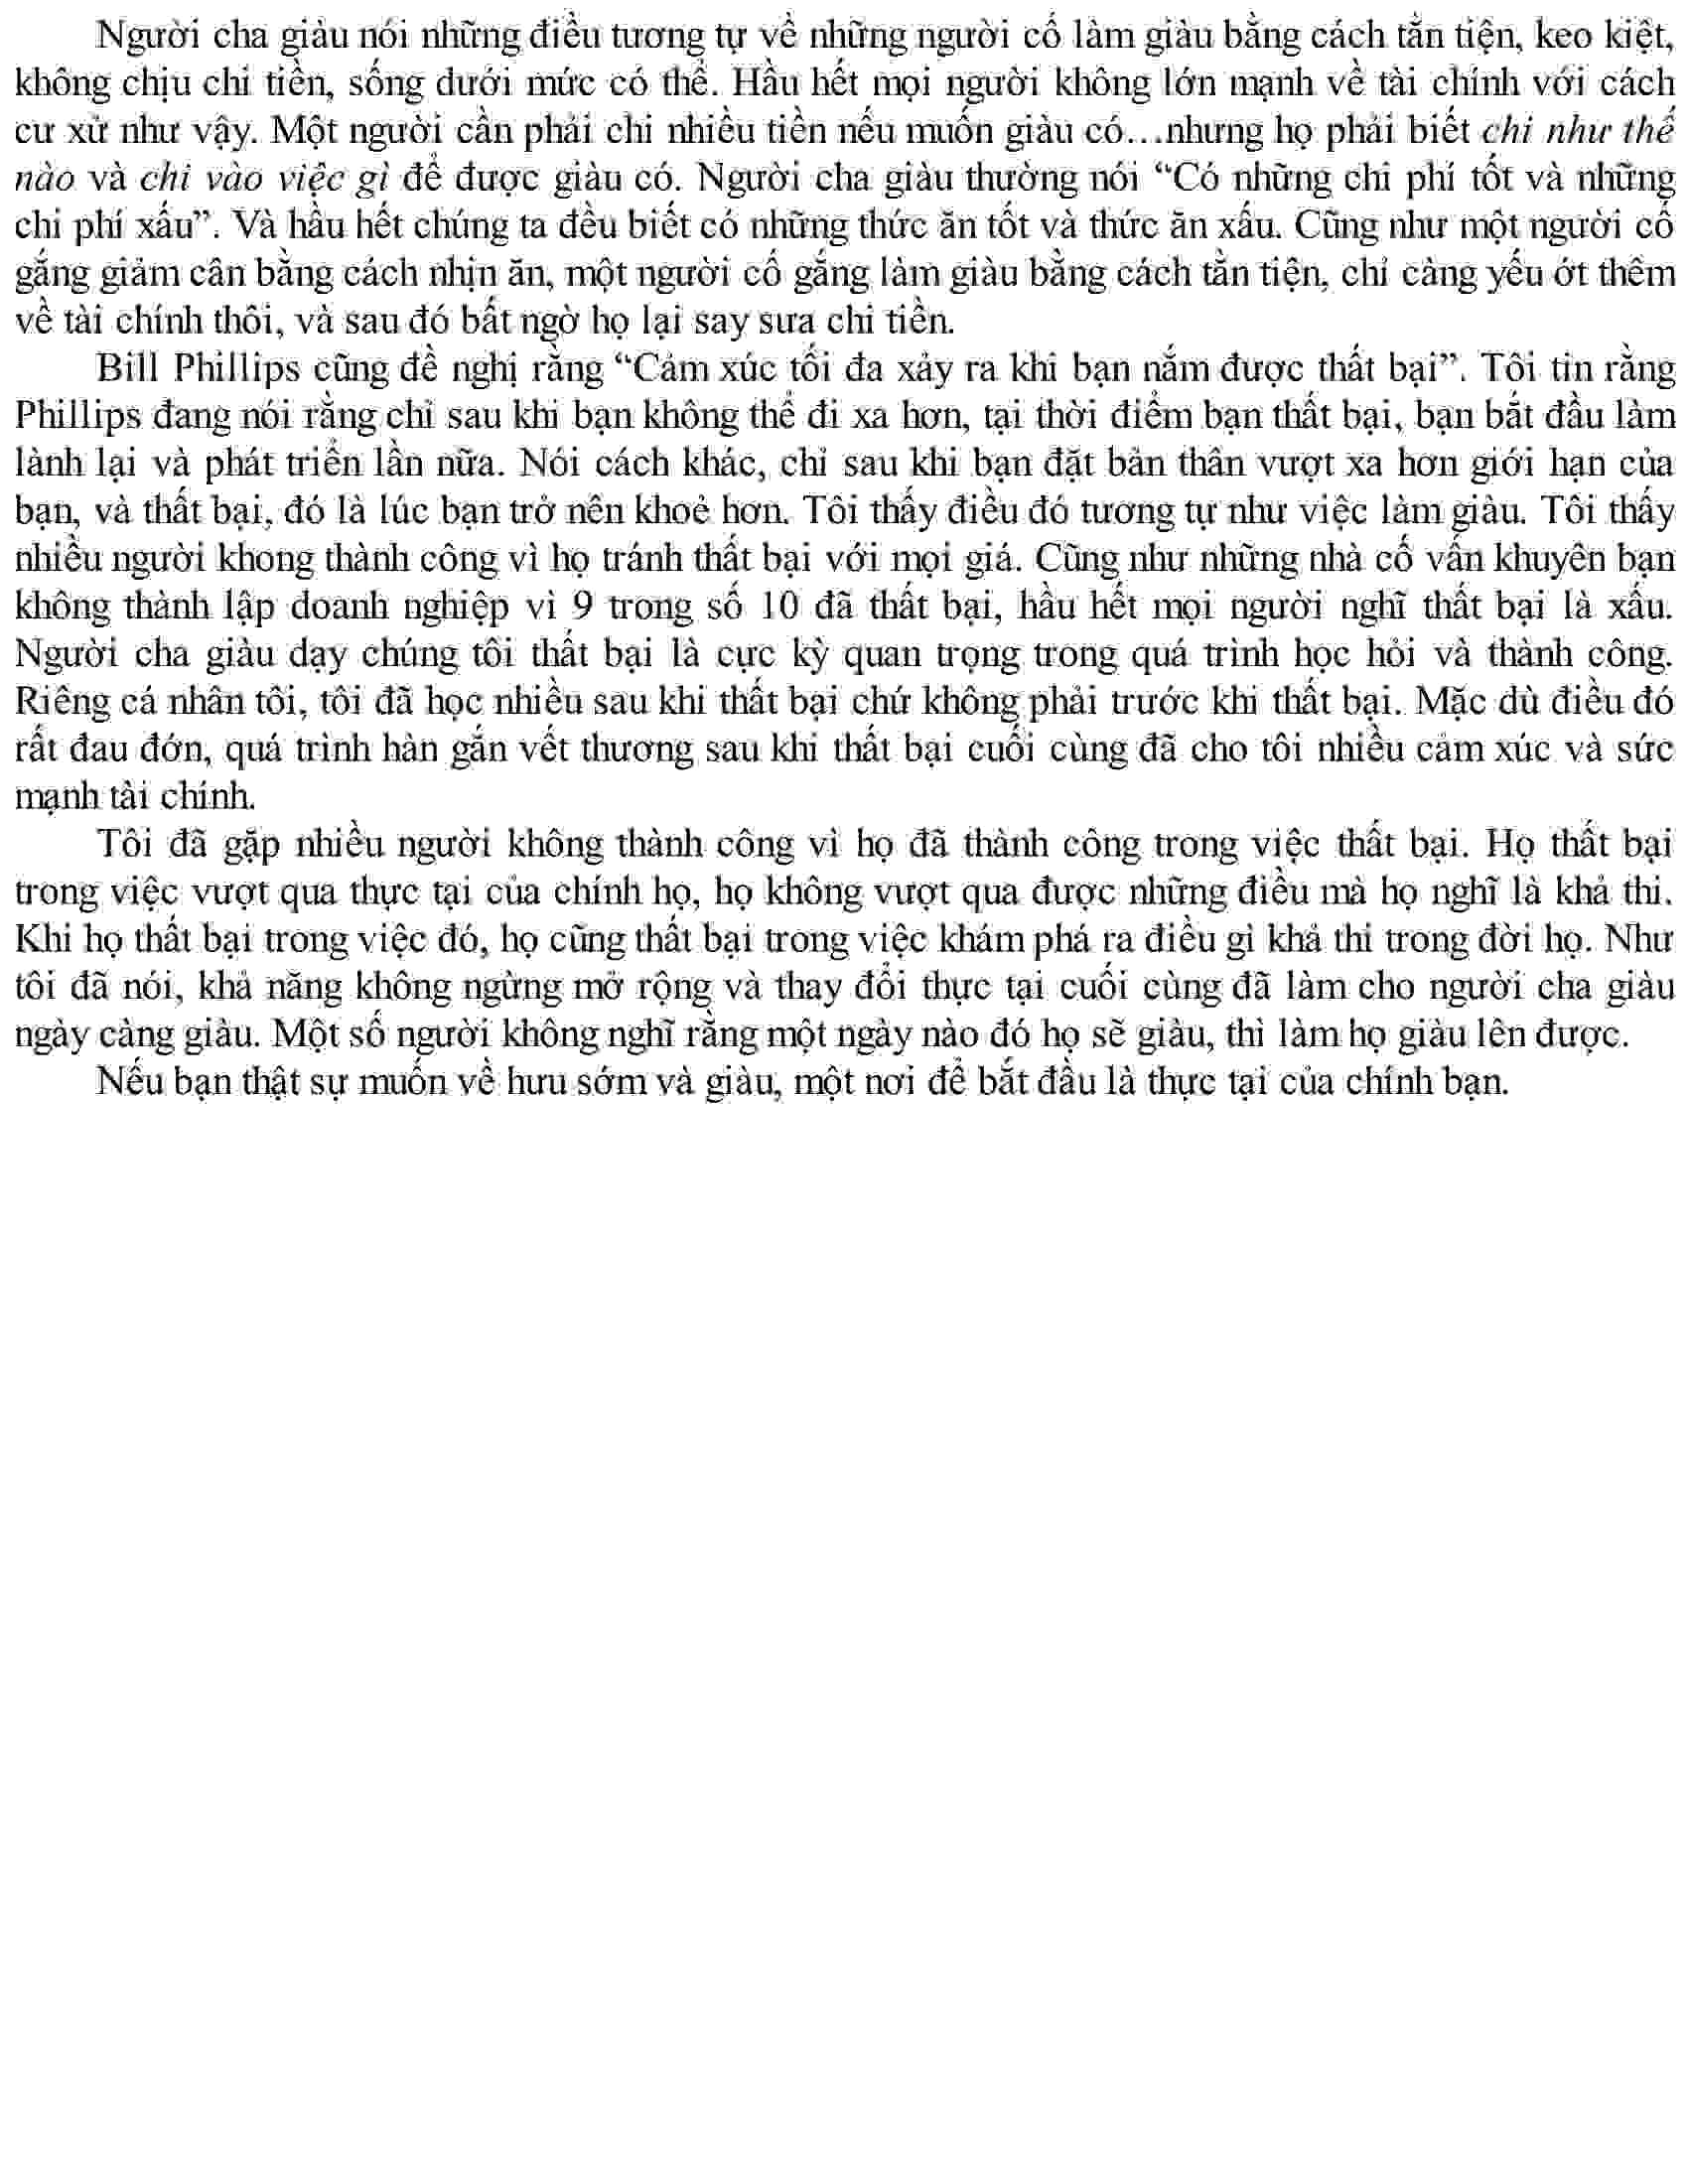 Người cha giàu nói những điều tương tự về những người cố làm giàu bằng cách tằn tiện, keo kiệt,
không chịu chi tiền, sống dưới mức có thể. Hầu hết mọi người không lớn mạnh về tài chính với cách
cư xử như vậy. Một người cần phải chi nhiều tiền nếu muốn giàu có…nhưng họ phải biết chi như thế
nào và chi vào việc gì để được giàu có. Người cha giàu thường nói “Có những chi phí tốt và những
chi phí xấu”. Và hầu hết chúng ta đều biết có những thức ăn tốt và thức ăn xấu. Cũng như một người cố
gắng giảm cân bằng cách nhịn ăn, một người cố gắng làm giàu bằng cách tằn tiện, chỉ càng yếu ớt thêm
về tài chính thôi, và sau đó bất ngờ họ lại say sưa chi tiền.
Bill Phillips cũng đề nghị rằng “Cảm xúc tối đa xảy ra khi bạn nắm được thất bại”. Tôi tin rằng
Phillips đang nói rằng chỉ sau khi bạn không thể đi xa hơn, tại thời điểm bạn thất bại, bạn bắt đầu làm
lành lại và phát triển lần nữa. Nói cách khác, chỉ sau khi bạn đặt bản thân vượt xa hơn giới hạn của
bạn, và thất bại, đó là lúc bạn trở nên khoẻ hơn. Tôi thấy điều đó tương tự như việc làm giàu. Tôi thấy
nhiều người khong thành công vì họ tránh thất bại với mọi giá. Cũng như những nhà cố vấn khuyên bạn
không thành lập doanh nghiệp vì 9 trong số 10 đã thất bại, hầu hết mọi người nghĩ thất bại là xấu.
Người cha giàu dạy chúng tôi thất bại là cực kỳ quan trọng trong quá trình học hỏi và thành công.
Riêng cá nhân tôi, tôi đã học nhiều sau khi thất bại chứ không phải trước khi thất bại. Mặc dù điều đó
rất đau đớn, quá trình hàn gắn vết thương sau khi thất bại cuối cùng đã cho tôi nhiều cảm xúc và sức
mạnh tài chính.
Tôi đã gặp nhiều người không thành công vì họ đã thành công trong việc thất bại. Họ thất bại
trong việc vượt qua thực tại của chính họ, họ không vượt qua được những điều mà họ nghĩ là khả thi.
Khi họ thất bại trong việc đó, họ cũng thất bại trong việc khám phá ra điều gì khả thi trong đời họ. Như
tôi đã nói, khả năng không ngừng mở rộng và thay đổi thực tại cuối cùng đã làm cho người cha giàu
ngày càng giàu. Một số người không nghĩ rằng một ngày nào đó họ sẽ giàu, thì làm họ giàu lên được.
Nếu bạn thật sự muốn về hưu sớm và giàu, một nơi để bắt đầu là thực tại của chính bạn.